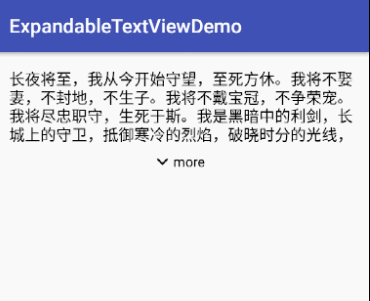 ExpandableTextViewDemo
长夜将至，我从今开始守望，至死方休。我将不娶
妻，不封地，不生子。我将不戴宝冠，不争荣宠。
我将尽忠职守，生死于斯。我是黑暗中的利剑，长
城上的守卫，抵御寒冷的烈焰，破晓时分的光线，
more